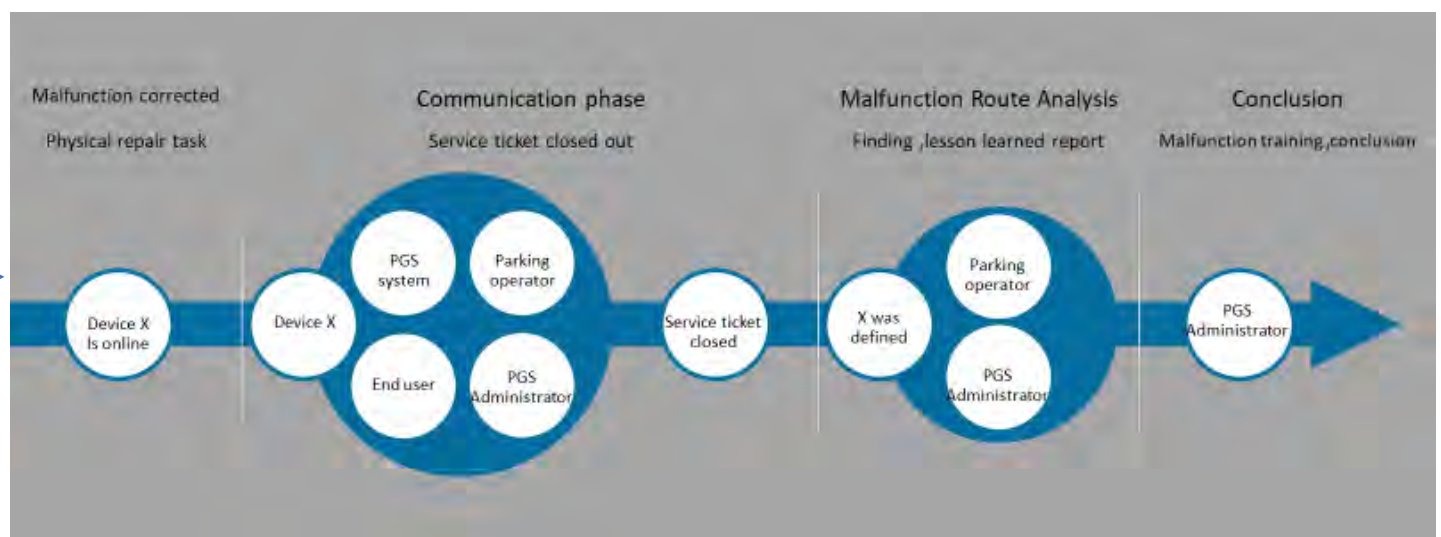 Malfunction corrected
Physical repair task
Communication phase
Service ticket closed out
Malfunction Route Analysis
Finding ,lesson learned report
Conclusion
Malfunction training,conclusion
Device X
Is online
Device X
PGS
system
Parking
operator
End user
PGS
Administrator
Service ticket
closed
X was
defined
Parking
operator
PGS
Administrator
PGS
Administrator